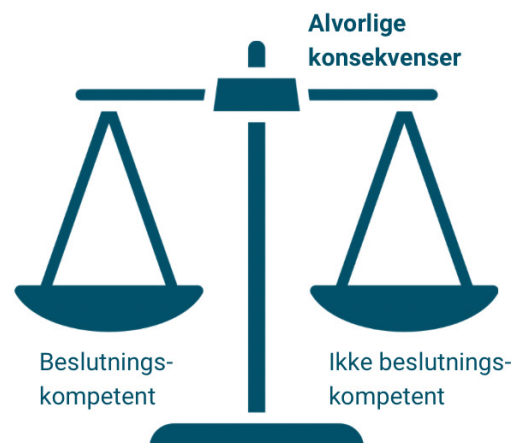 Alvorlige
konsekvenser
Beslutnings-
kompetent
Ikke beslutnings-
kompetent